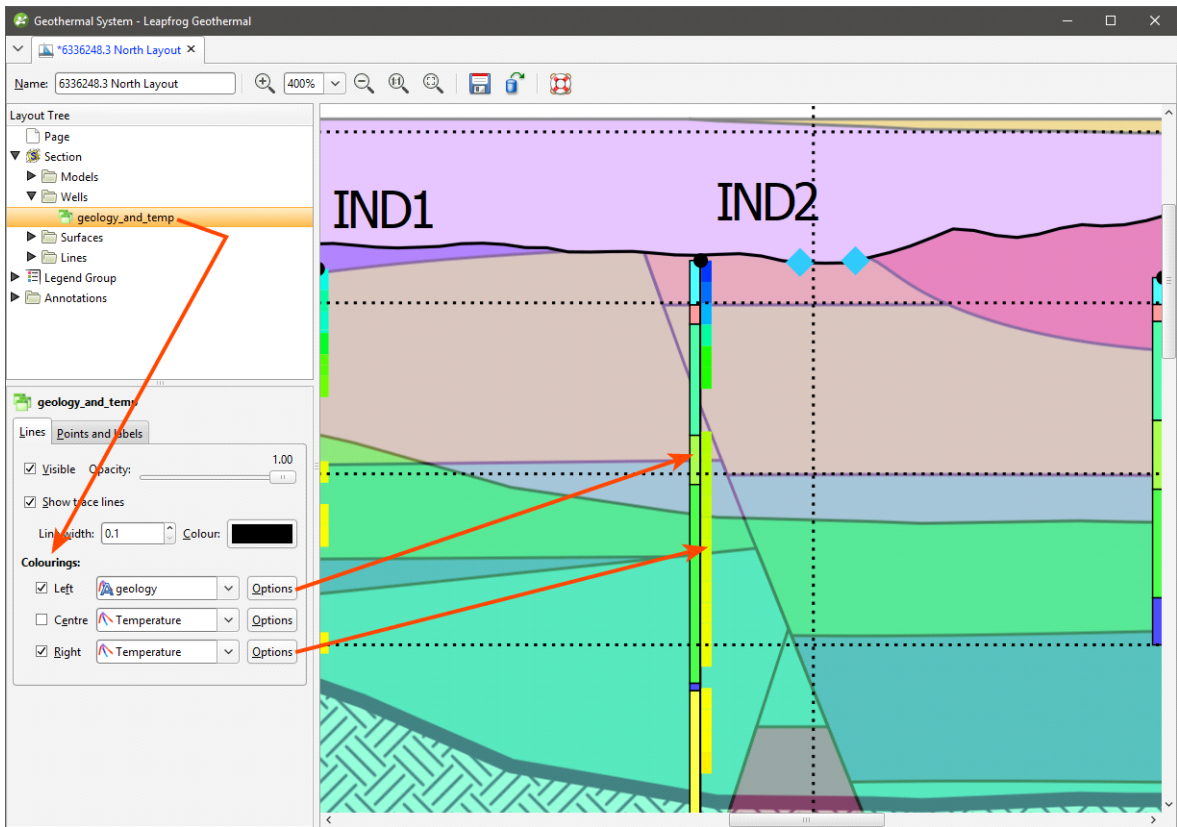 Geothermal System - Leapfrog Geothermal
*6336248.3 North Layout
Name: 6336248.3 North Layout
400%
Layout Tree
Page
Section
Models
Wells
geology_and_temp
Surfaces
Lines
Legend Group
Annotations
geology_and_temp
Lines
Points and labels
Visible
Opacity:
1.00
Show trace lines
Line width: 0.1
Colour:
Colourings:
Left geology Options
Centre Temperature Options
Right Temperature Options
IND1
IND2